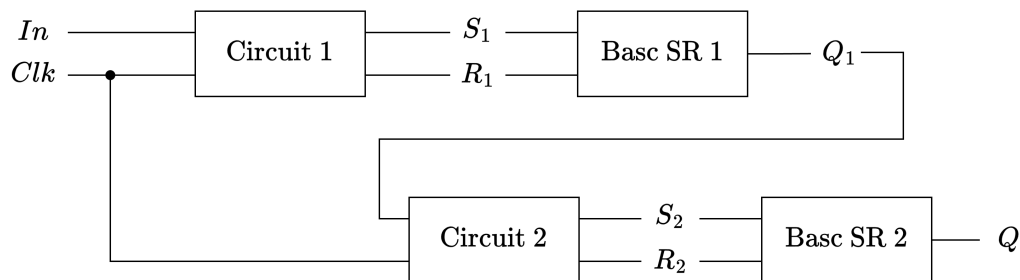 In
Clk
Circuit 1
S₁
R₁
Basc SR 1
Q₁
Circuit 2
S₂
R₂
Basc SR 2
Q